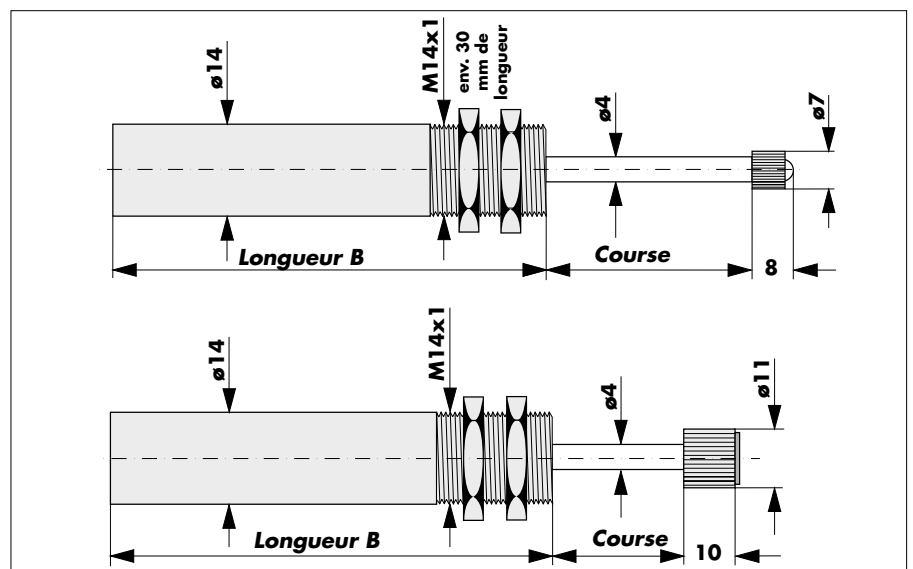 ø14
M14x1
env. 30
mm de
longueur
ø4
ø7
Longueur B
Course
8
ø14
M14x1
ø4
ø11
Longueur B
Course
10